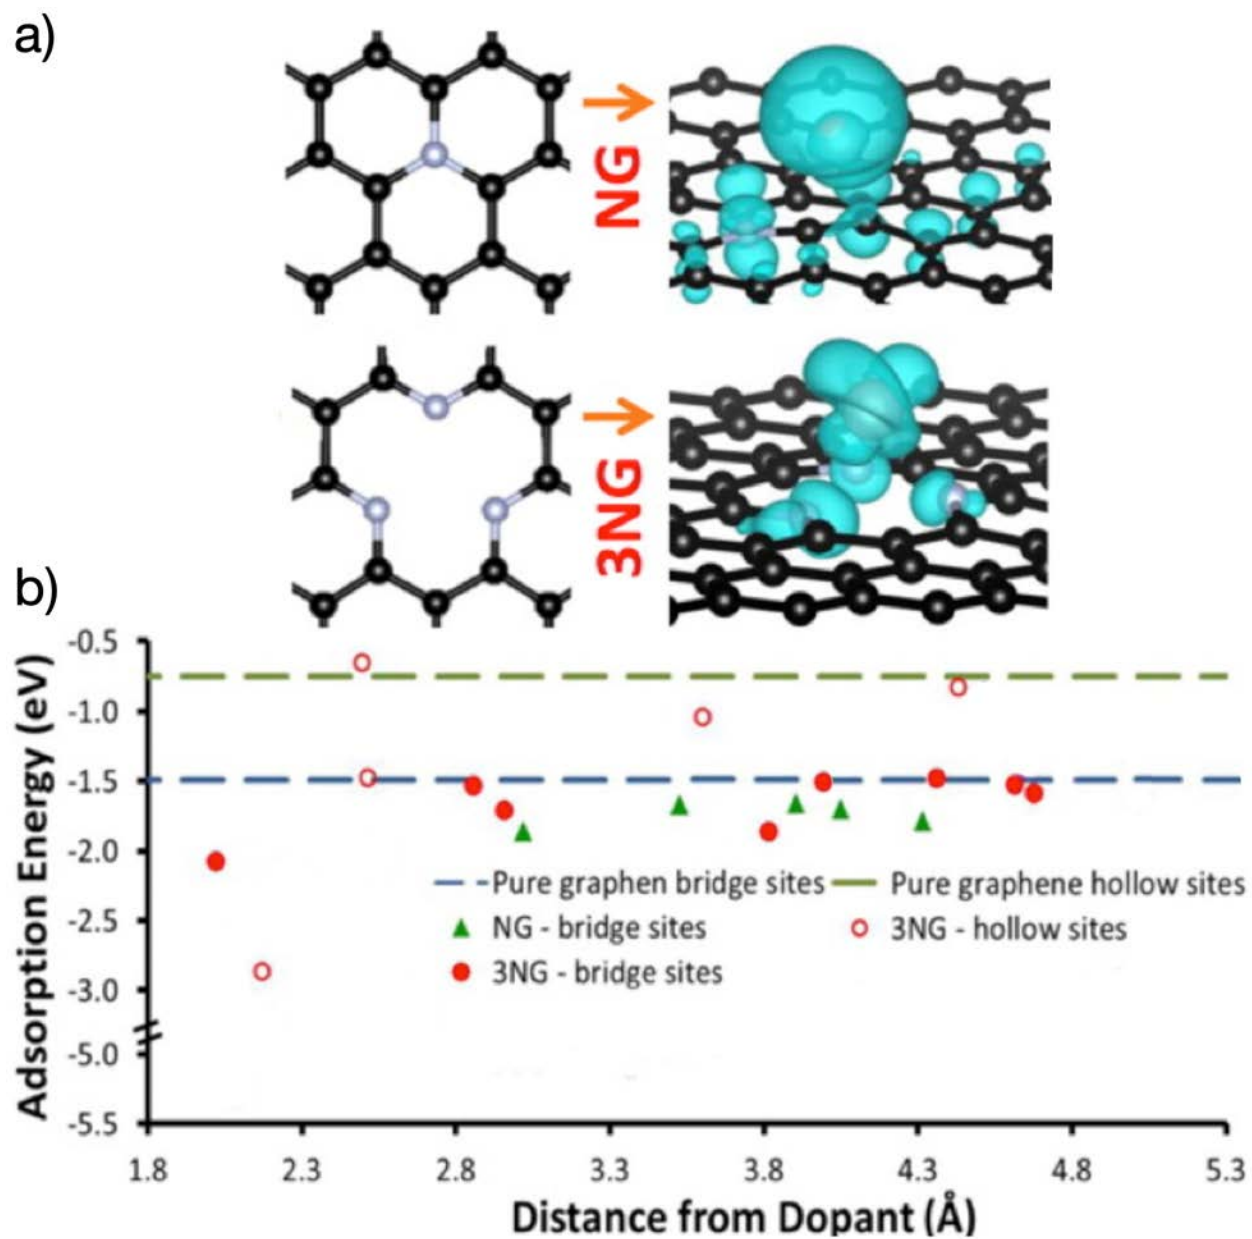 a)
NG
3NG
b)
Adsorption Energy (eV)
-0.5
-1.0
-1.5
-2.0
-2.5
-3.0
-5.0
-5.5
Pure graphen bridge sites
Pure graphene hollow sites
NG - bridge sites
3NG - hollow sites
3NG - bridge sites
1.8 2.3 2.8 3.3 3.8 4.3 4.8 5.3
Distance from Dopant (Å)